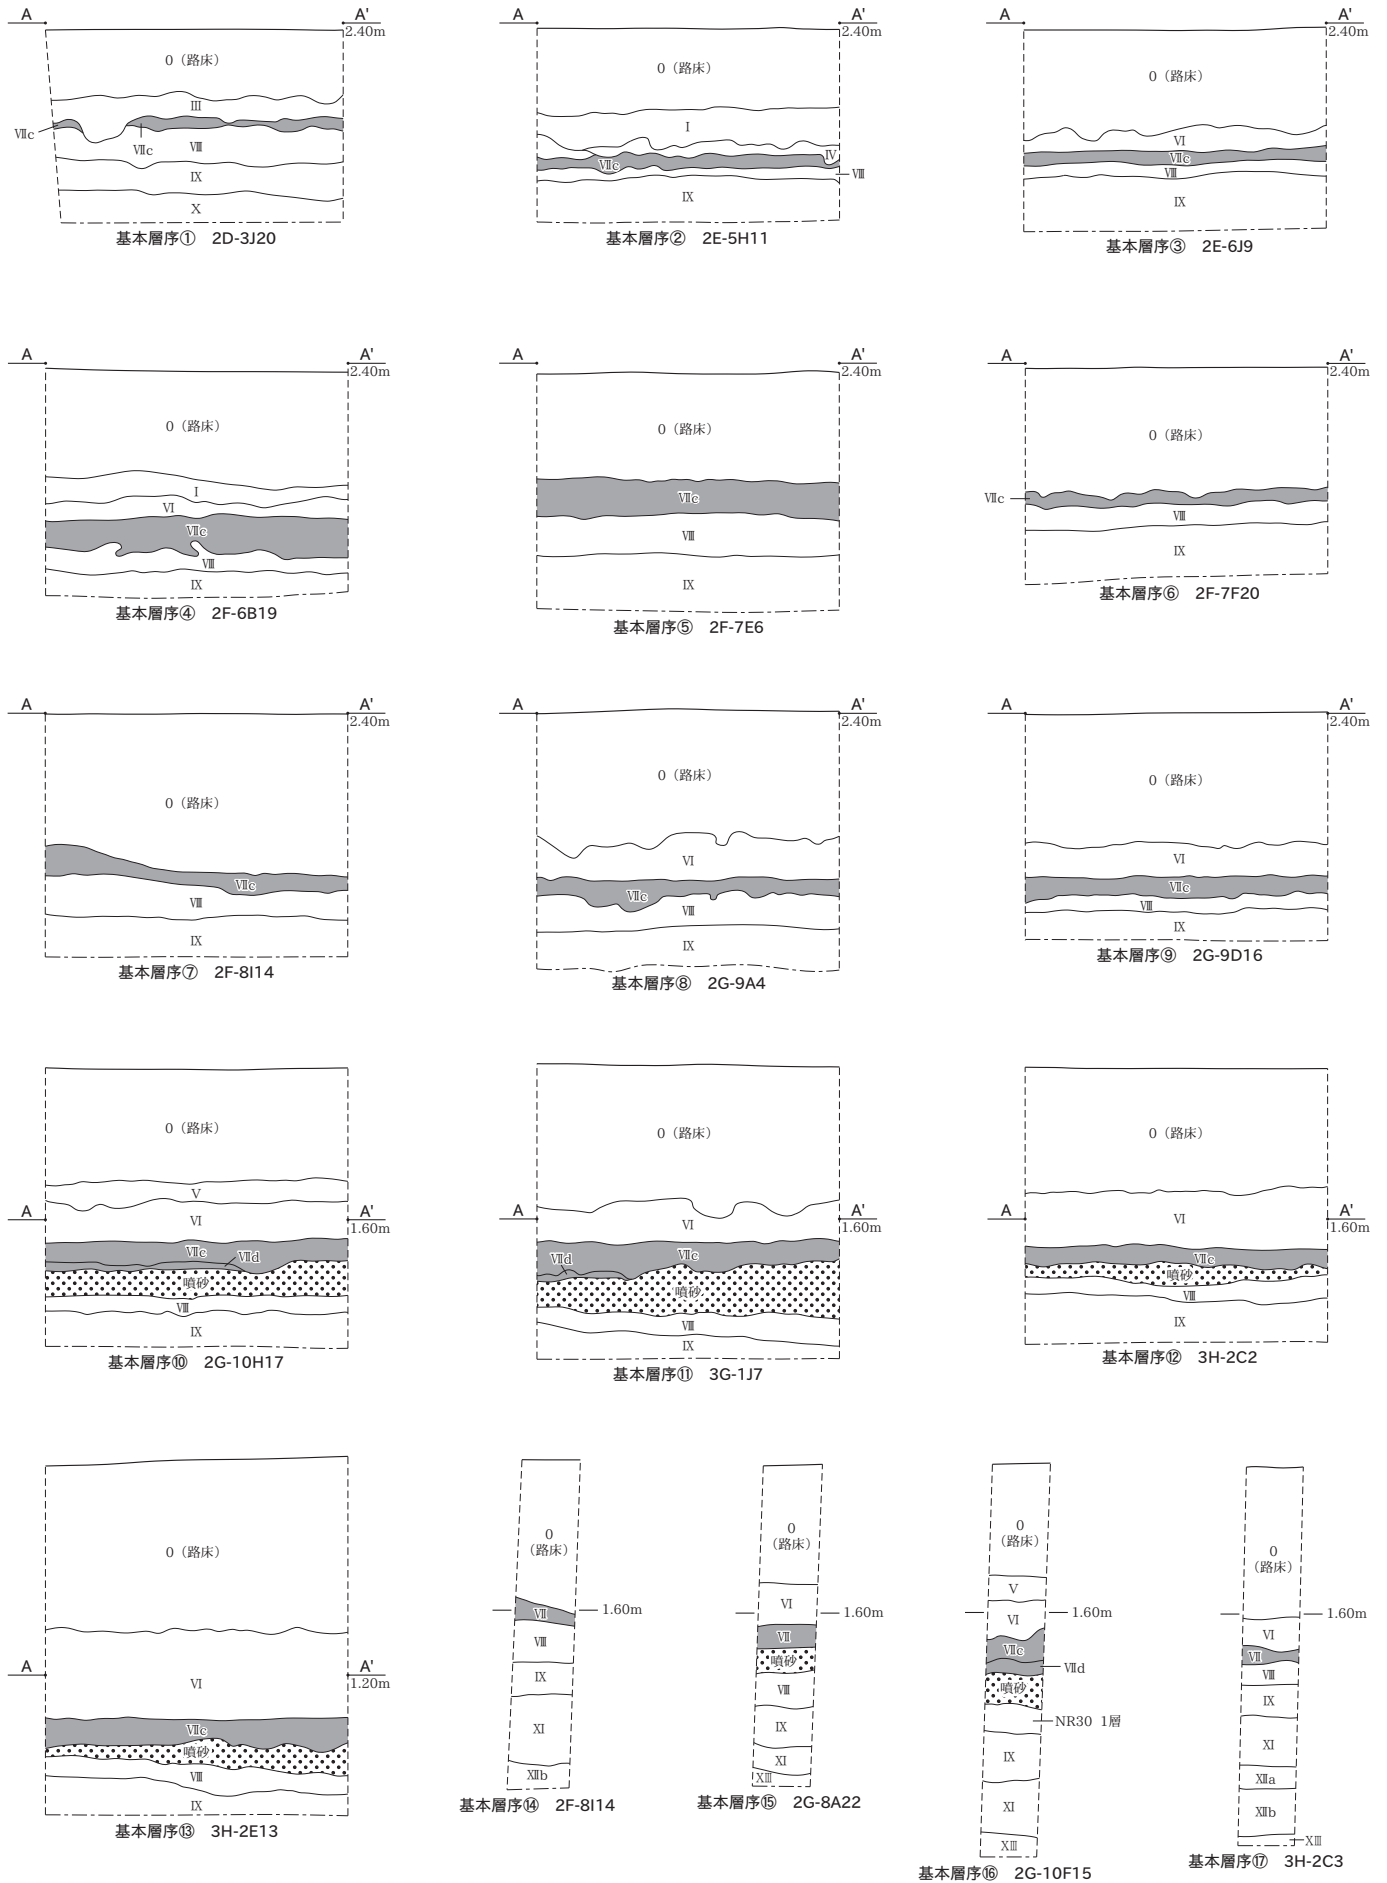 A A'
2.40m
0（路床）
Ⅲ
Ⅶc
Ⅶc
Ⅷ
Ⅸ
Ⅹ
基本層序① 2D-3J20
A A'
2.40m
0（路床）
Ⅰ
Ⅳ
Ⅶc
Ⅷ
Ⅸ
基本層序② 2E-5H11
A A'
2.40m
0（路床）
Ⅵ
Ⅶc
Ⅷ
Ⅸ
基本層序③ 2E-6J9
A A'
2.40m
0（路床）
Ⅰ
Ⅵ
Ⅶc
Ⅷ
Ⅸ
基本層序④ 2F-6B19
A A'
2.40m
0（路床）
Ⅶc
Ⅷ
Ⅸ
基本層序⑤ 2F-7E6
A A'
2.40m
0（路床）
Ⅶc
Ⅷ
Ⅸ
基本層序⑥ 2F-7F20
A A'
2.40m
0（路床）
Ⅶc
Ⅷ
Ⅸ
基本層序⑦ 2F-8I14
A A'
2.40m
0（路床）
Ⅵ
Ⅶc
Ⅷ
Ⅸ
基本層序⑧ 2G-9A4
A A'
2.40m
0（路床）
Ⅵ
Ⅶc
Ⅷ
Ⅸ
基本層序⑨ 2G-9D16
0（路床）
Ⅴ
A A'
1.60m
Ⅵ
Ⅶc
Ⅶd
噴砂
Ⅷ
Ⅸ
基本層序⑩ 2G-10H17
0（路床）
A A'
1.60m
Ⅵ
Ⅶc
Ⅶd
噴砂
Ⅷ
Ⅸ
基本層序⑪ 3G-1J7
0（路床）
A A'
1.60m
Ⅵ
Ⅶc
噴砂
Ⅷ
Ⅸ
基本層序⑫ 3H-2C2
0（路床）
A A'
1.20m
Ⅵ
Ⅶc
噴砂
Ⅷ
Ⅸ
基本層序⑬ 3H-2E13
0
（路床）
1.60m
Ⅶ
Ⅷ
Ⅸ
Ⅺ
Ⅻb
基本層序⑭ 2F-8I14
0
（路床）
Ⅵ
1.60m
Ⅶ
噴砂
Ⅷ
Ⅸ
Ⅺ
XⅢ
基本層序⑮ 2G-8A22
0
（路床）
Ⅴ
1.60m
Ⅵ
Ⅶc
Ⅶd
噴砂
NR30 1層
Ⅸ
Ⅺ
XⅢ
基本層序⑯ 2G-10F15
0
（路床）
1.60m
Ⅵ
Ⅶ
Ⅷ
Ⅸ
Ⅺ
Ⅻa
Ⅻb
XⅢ
基本層序⑰ 3H-2C3